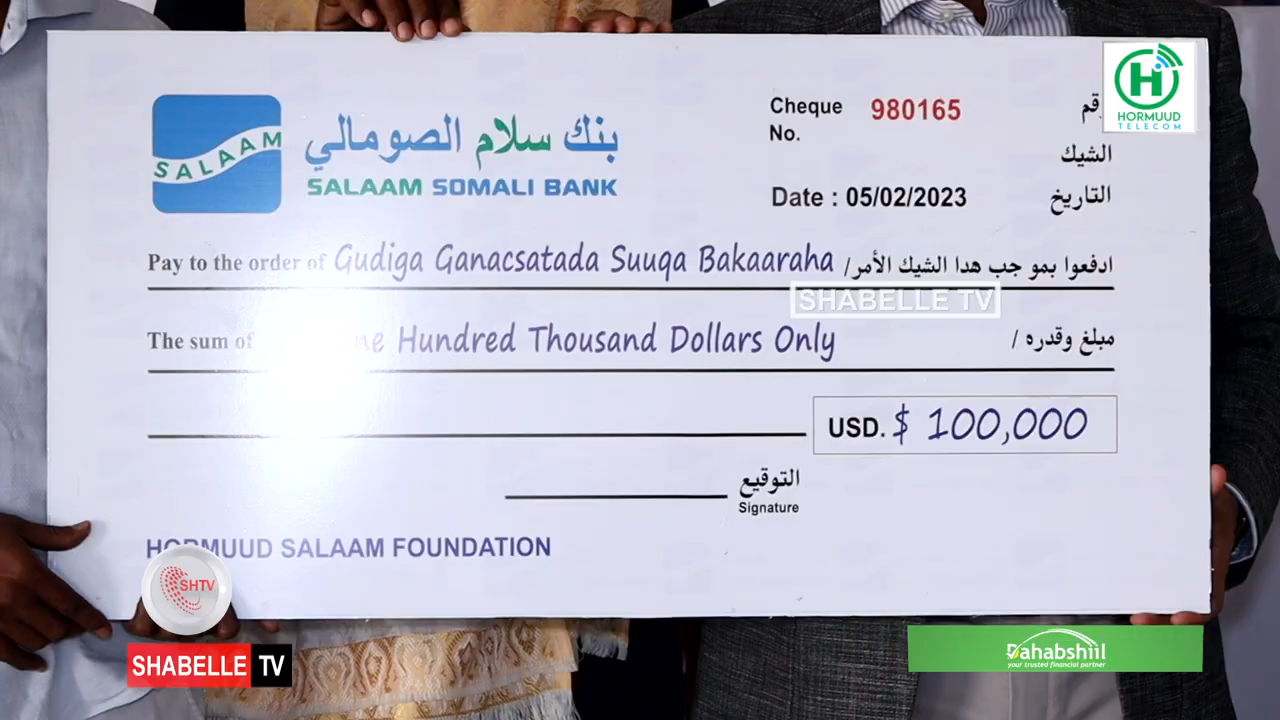 SALAAM
بنك سلام الصومالي
SALAAM SOMALI BANK
Cheque No.
980165
الشيك
Date : 05/02/2023
التاريخ
HORMUUD
TELECOM
Pay to the order of Gudiga Ganacsatada Suuqa Bakaaraha / ادفعوا بمو جب هدا الشيك الأمر
SHABELLE TV
The sum of Hundred Thousand Dollars Only / مبلغ وقدره
USD. $ 100,000
التوقيع
Signature
HORMUUD SALAAM FOUNDATION
SHTV
SHABELLE TV
Dahabshiil
your trusted financial partner